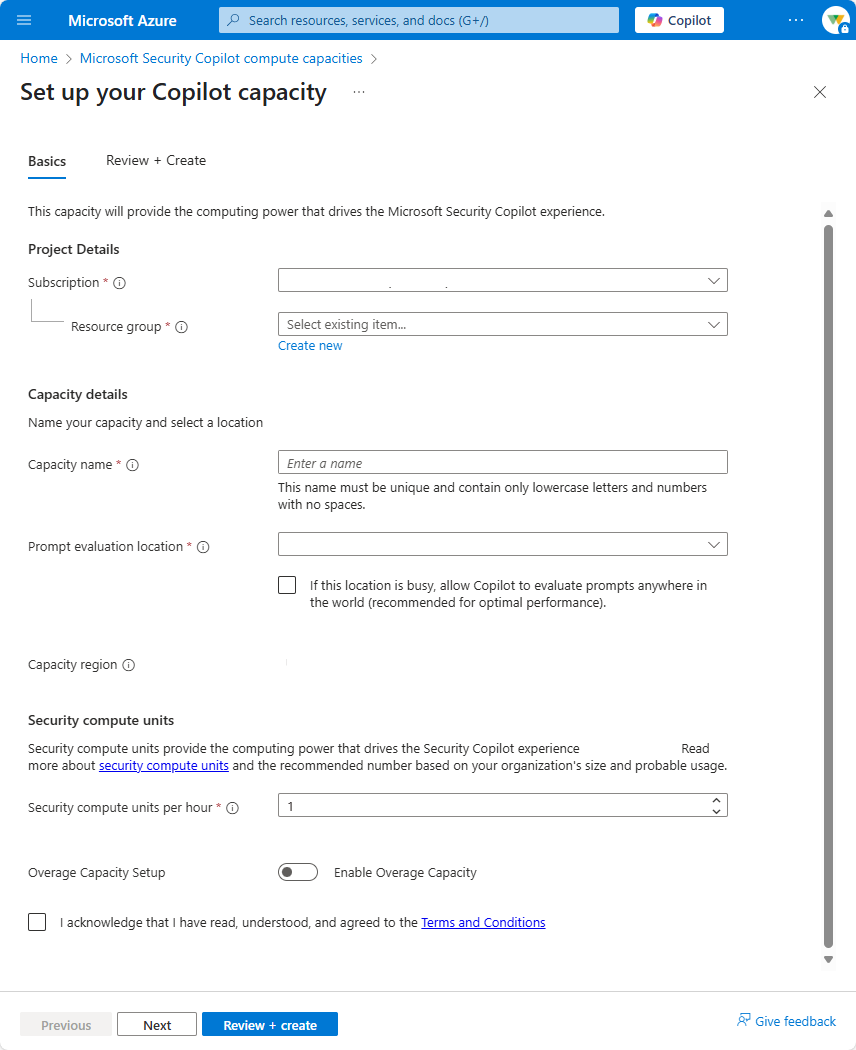 Microsoft Azure
Search resources, services, and docs (G+/)
Copilot
Home > Microsoft Security Copilot compute capacities >
Set up your Copilot capacity
Basics
Review + Create
This capacity will provide the computing power that drives the Microsoft Security Copilot experience.
Project Details
Subscription *
Resource group *
Select existing item...
Create new
Capacity details
Name your capacity and select a location
Capacity name *
Enter a name
This name must be unique and contain only lowercase letters and numbers
with no spaces.
Prompt evaluation location *
If this location is busy, allow Copilot to evaluate prompts anywhere in
the world (recommended for optimal performance).
Capacity region
Security compute units
Security compute units provide the computing power that drives the Security Copilot experience Read
more about security compute units and the recommended number based on your organization's size and probable usage.
Security compute units per hour *
1
Overage Capacity Setup
Enable Overage Capacity
I acknowledge that I have read, understood, and agreed to the Terms and Conditions
Previous
Next
Review + create
Give feedback